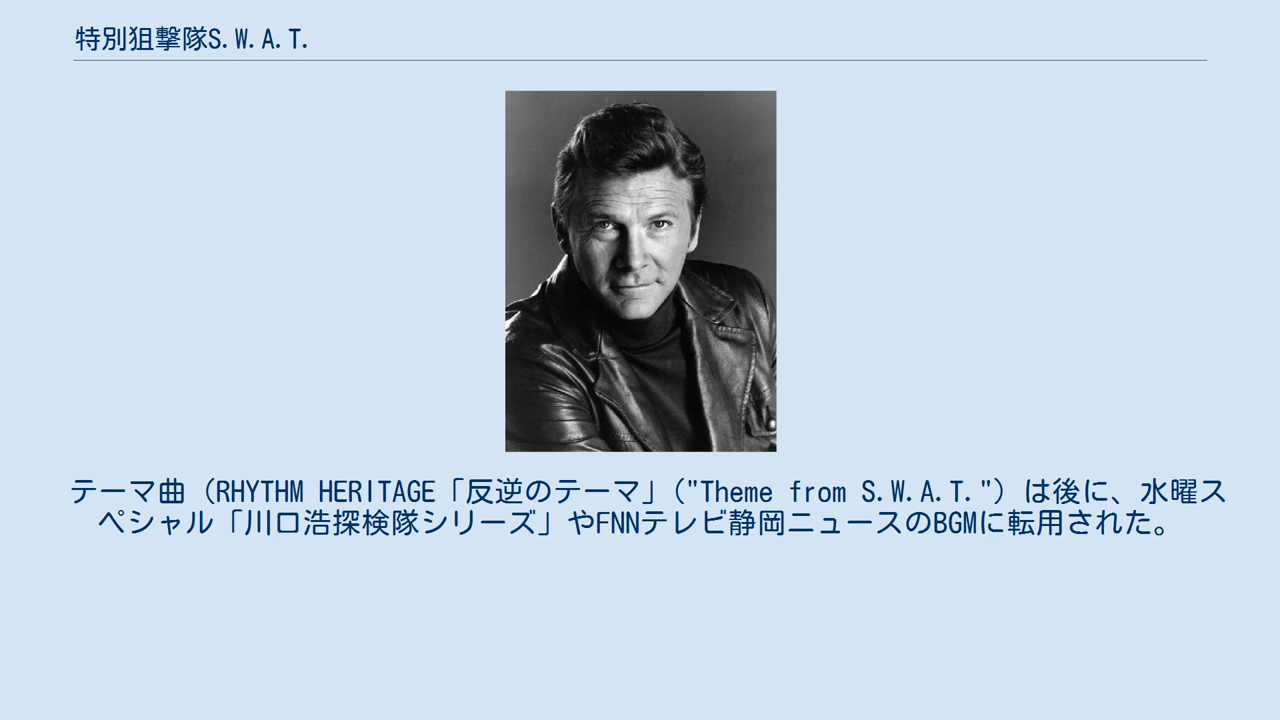 特別狙撃隊S.W.A.T.
テーマ曲（RHYTHM HERITAGE「反逆のテーマ」("Theme from S.W.A.T."）は後に、水曜ス
ペシャル「川口浩探検隊シリーズ」やFNNテレビ静岡ニュースのBGMに転用された。